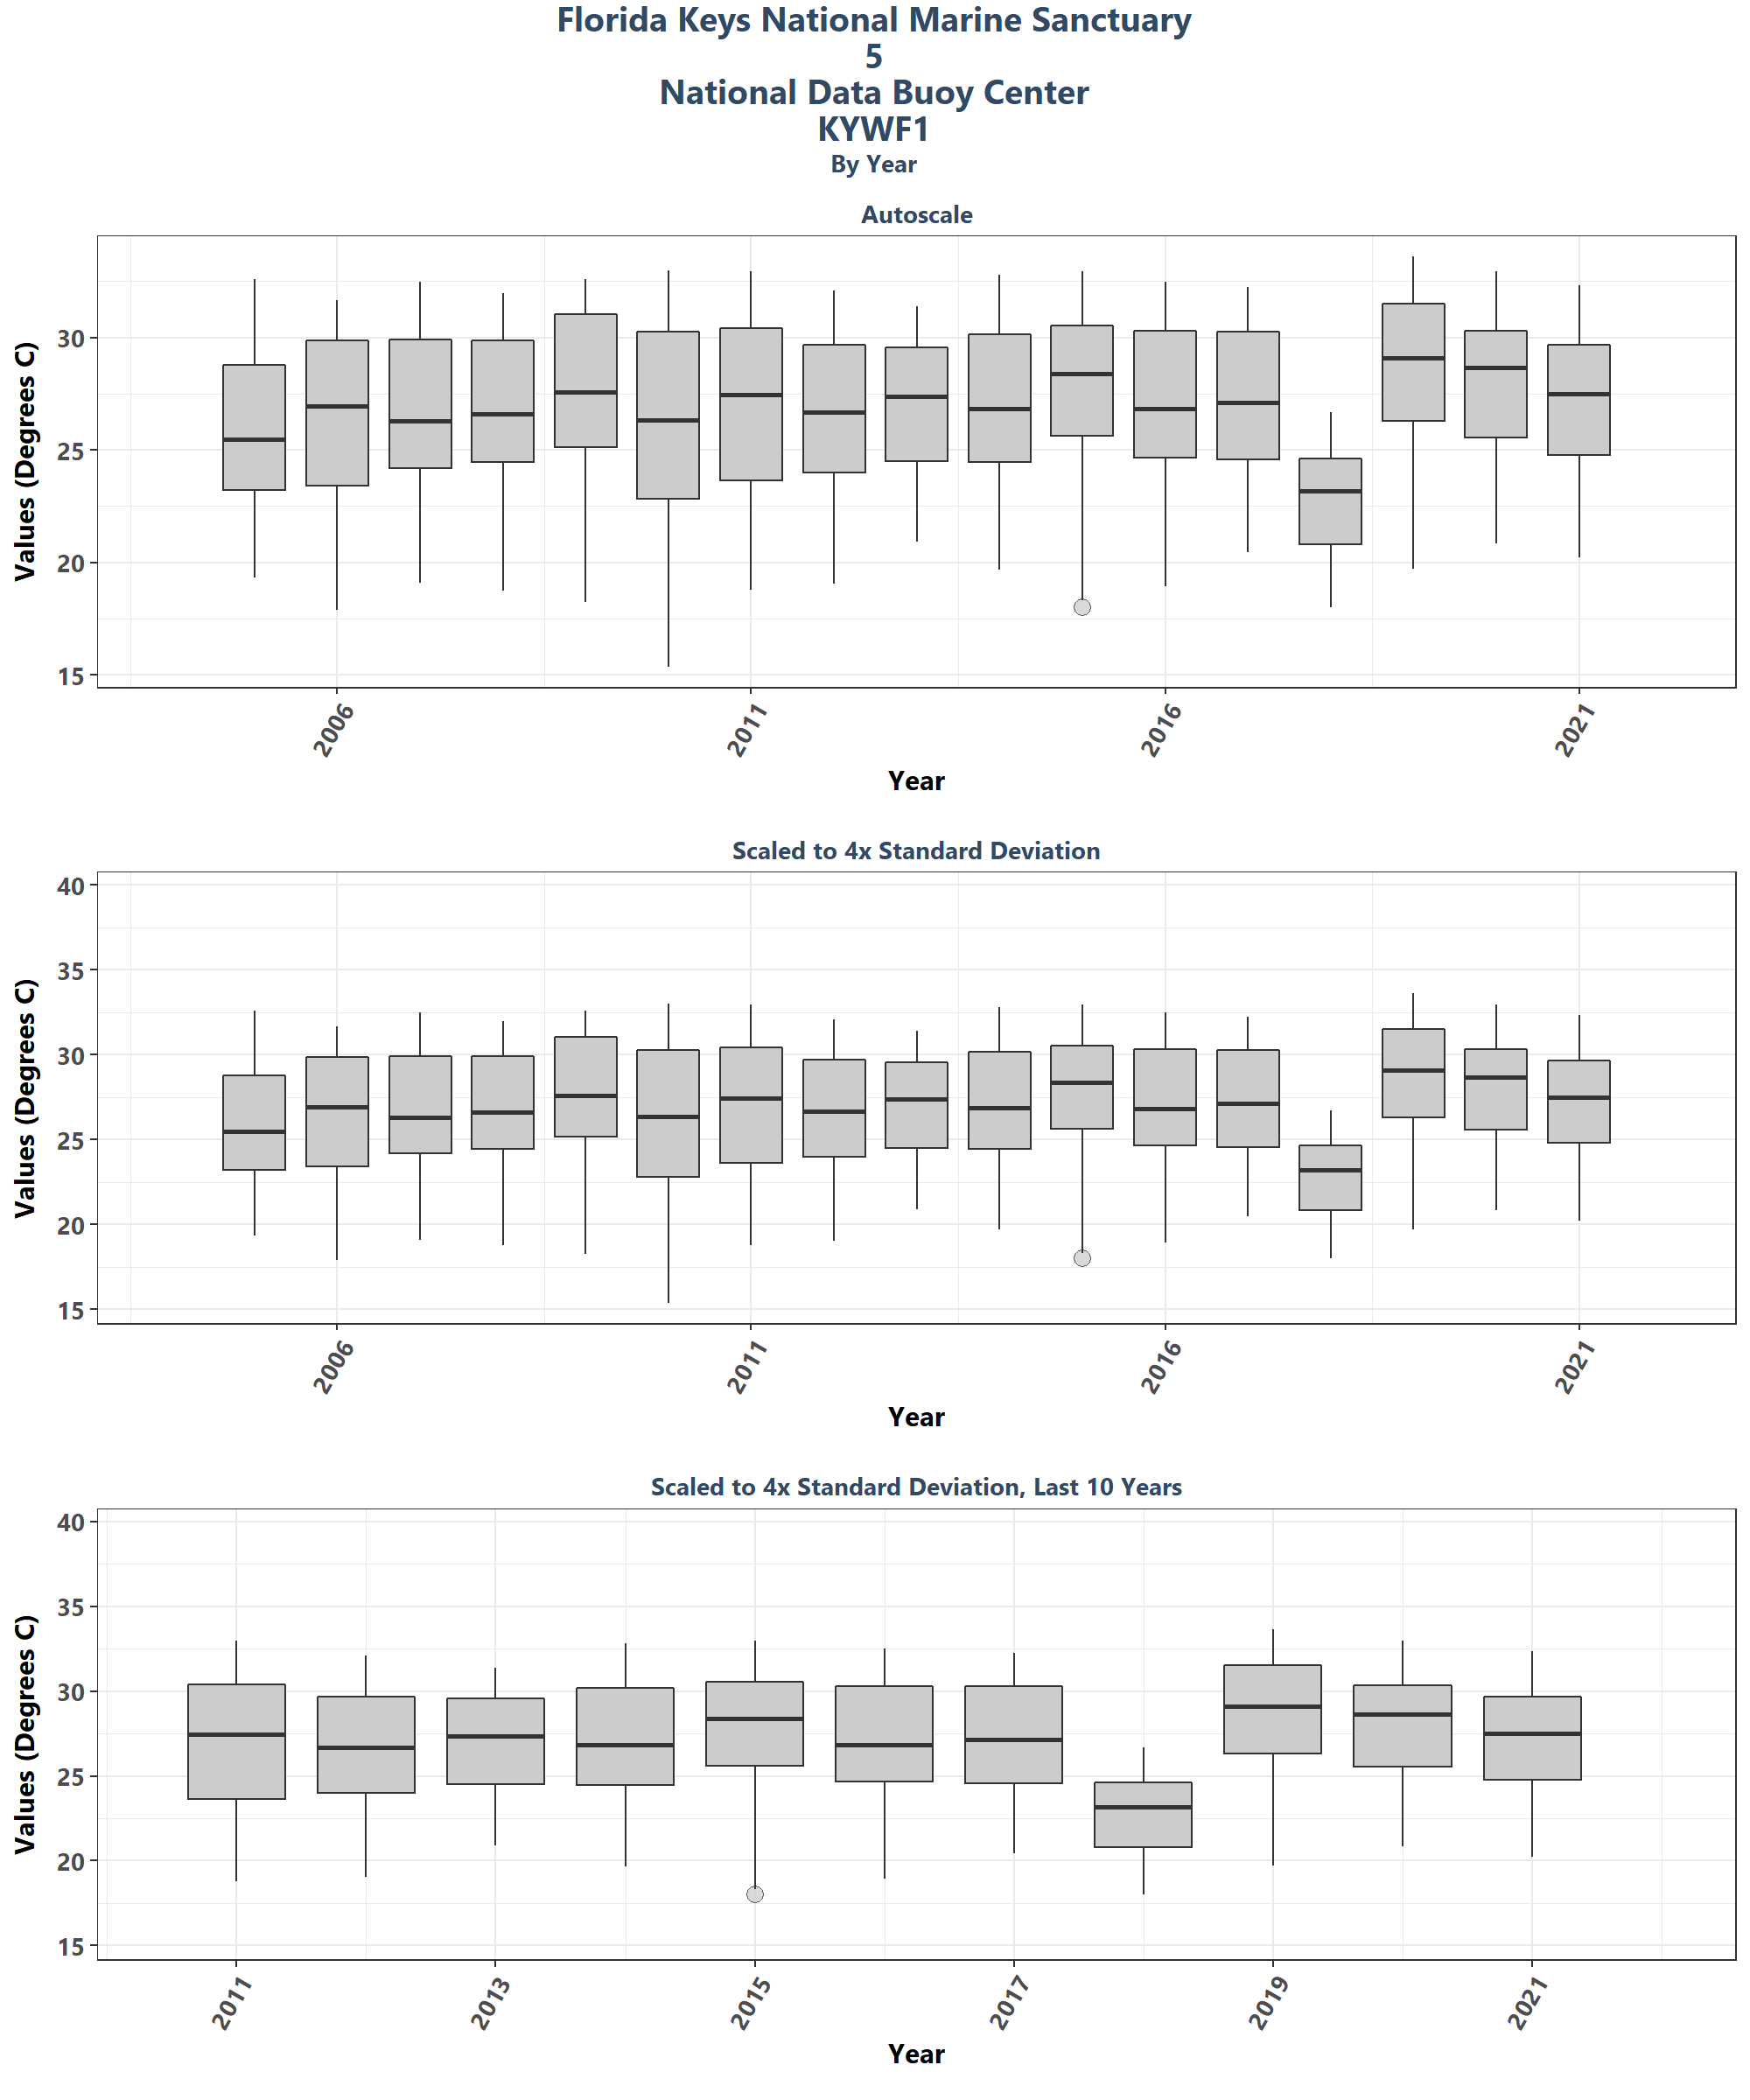 Florida Keys National Marine Sanctuary
5
National Data Buoy Center
KYWF1
By Year
Autoscale
Values (Degrees C)
30
25
20
15
2006
2011
2016
2021
Year
Scaled to 4x Standard Deviation
Values (Degrees C)
40
35
30
25
20
15
2006
2011
2016
2021
Year
Scaled to 4x Standard Deviation, Last 10 Years
Values (Degrees C)
40
35
30
25
20
15
2011
2013
2015
2017
2019
2021
Year